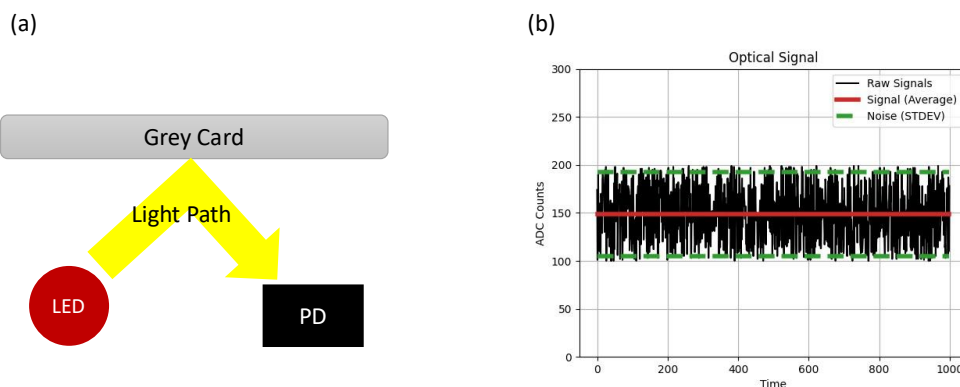 (a)
Grey Card
Light Path
LED
PD
(b)
Optical Signal
300
250
200
150
100
50
0
ADC Counts
Raw Signals
Signal (Average)
Noise (STDEV)
0 200 400 600 800 1000
Time